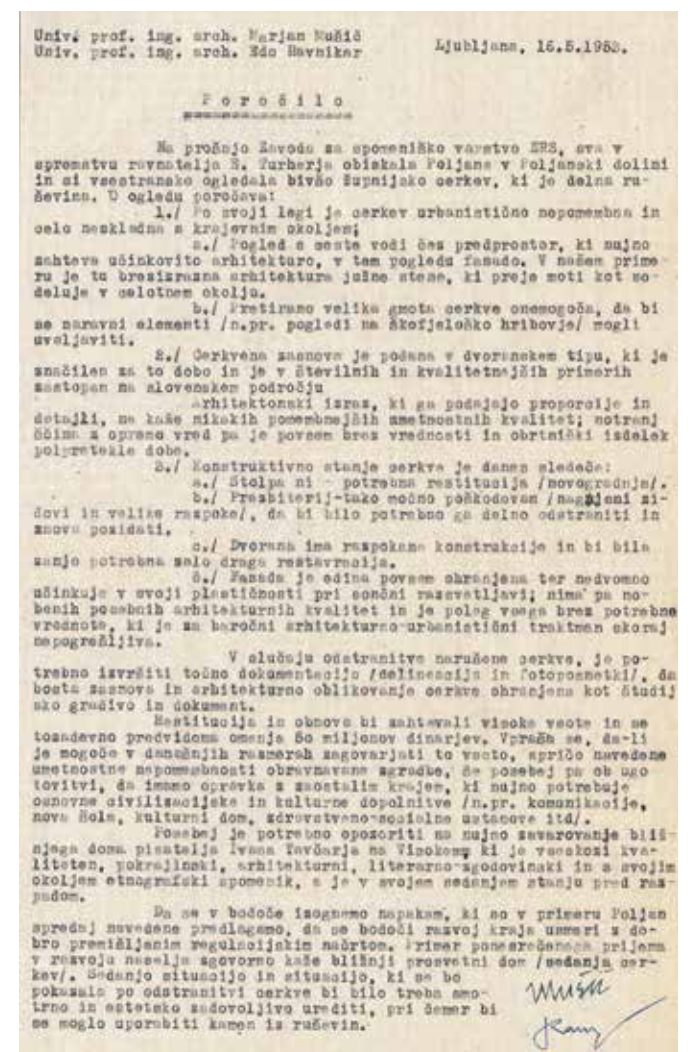 Univ. prof. ing. arch. Marjan Mušič
Univ. prof. ing. arch. Edo Ravnikar
Ljubljana, 16.5.1953.
Poročilo
Na prošnjo Zavoda za spomeniško varstvo LRS, sva v
spremstvu ravnatelja E. Turherja obiskala Poljane v Poljanski dolini
in si vsestransko ogledala bivšo župnijsko cerkev, ki je delna ru-
ševina. O ogledu poročava:
1./ Po svoji legi je cerkev urbanistično nepomembna in
celo neskladna s krajevnim okoljem;
a./ Pogled s ceste vodi čez predprostor, ki nujno
zahteva učinkovito arhitekturo, v tem pogledu fasado. V našem prime-
ru je tu brezizrazna arhitektura južne stene, ki preje moti kot so-
deluje v celotnem okolju.
b./ Pretirano velika gmota cerkve onemogoča, da bi
se naravni elementi /n.pr. pogledi na škofjeloško hribovje/ mogli
uveljaviti.
2./ Cerkvena zasnova je podana v dvoranskem tipu, ki je
značilen za to dobo in je v številnih in kvalitetnejših primerih
zastopan na slovenskem področju
arhitektonski izraz, ki ga podajajo proporcije in
detajli, ne kaže nikakih pomembnejših umetnostnih kvalitet; notranj
ščina z opremo vred pa je povsem brez vrednosti in obrtniški izdelek
polpretekle dobe.
3./ Konstruktivno stanje cerkve je danes sledeče:
a./ Stolpa ni - potrebna restitucija /novogradnja/.
b./ Presbiterij-tako močno poškodovan /nagnjeni zi-
dovi in velike razpoke/, da bi bilo potrebno ga delno odstraniti in
znova pozidati.
c./ Dvorana ima razpokane konstrukcije in bi bila
zanjo potrebna zelo draga restavracija.
č./ Fasada je edina povsem ohranjena ter nedvomno
učinkuje v svoji plastičnosti pri sončni razsvetljavi; nima pa no-
benih posebnih arhitekturnih kvalitet in je poleg vsega brez potrebne
vrednote, ki je za baročni arhitekturno-urbanistični traktman skoraj
nepogrešljiva.
V slučaju odstranitve narušene cerkve, je po-
trebno izvršiti točno dokumentacijo /delineacija in fotoposnetki/, da
bosta zasnova in arhitekturno oblikovanje cerkve ohranjena kot študij
sko gradivo in dokument.
Restitucija in obnova bi zahtevali visoke vsote in se
tozadevno predvidoma omenja 50 miljonov dinarjev. Vpraša se, da-li
je mogoče v današnjih razmerah zagovarjati to vsoto, spričo navedene
umetnostne nepomembnosti obravnavane zgradbe, še posebej pa ob ugo
tovitvi, da imamo opravka z zaostalim krajem, ki nujno potrebuje
osnovne civilizacijske in kulturne dopolnitve /n.pr. komunikacije,
nova šola, kulturni dom, zdravstveno-socialne ustanove itd/.
Posebej je potrebno opozoriti na nujno zavarovanje bliž-
njega doma pisatelja Ivana Tavčarja na Visokem, ki je vseskozi kva-
liteten, pokrajinski, arhitekturni, literarno-zgodovinski in s svojim
okoljem etnografski spomenik, a je v svojem sedanjem stanju pred raz-
padom.
Da se v bodoče izognemo napakam, ki so v primeru Poljan
spredaj navedene predlagamo, da se bodoči razvoj kraja usmeri z do-
bro premišljenim regulacijskim načrtom. Primer ponesrečenega prijema
v razvoju naselja zgovorno kaže bližnji prosvetni dom /sedanja cer-
kev/. Sedanjo situacijo in situacijo, ki se bo
pokazala po odstranitvi cerkve bi bilo treba smo-
trno in estetsko zadovoljivo urediti, pri čemer bi
se moglo uporabiti kamen iz ruševin.
Mušič